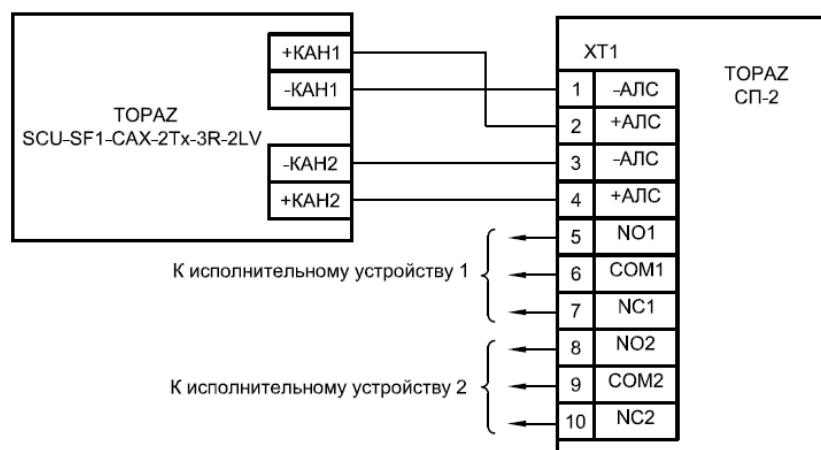 TOPAZ
SCU-SF1-CAX-2Tx-3R-2LV
+КАН1
-КАН1
-КАН2
+КАН2
XT1
TOPAZ
СП-2
1 -АЛС
2 +АЛС
3 -АЛС
4 +АЛС
5 NO1
6 COM1
7 NC1
8 NO2
9 COM2
10 NC2
К исполнительному устройству 1
К исполнительному устройству 2